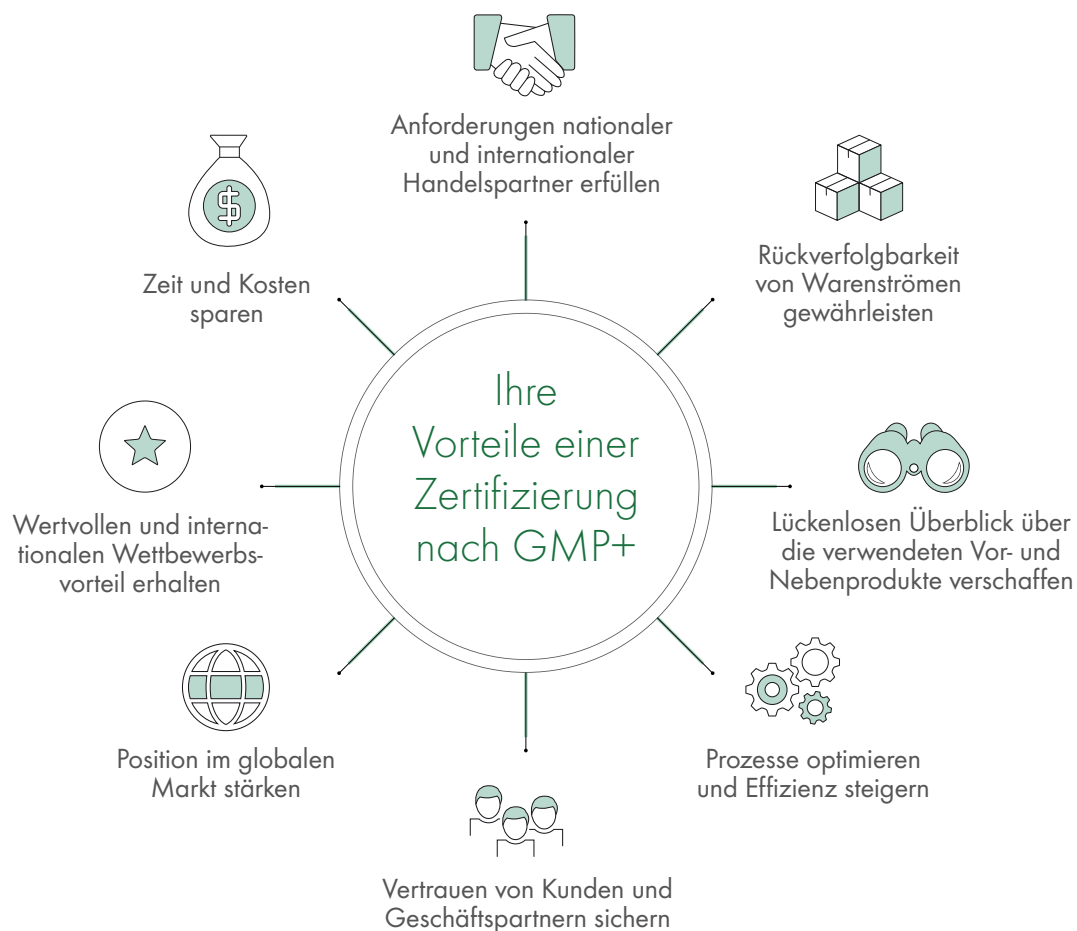 Anforderungen nationaler
und internationaler
Handelspartner erfüllen
Rückverfolgbarkeit
von Warenströmen
gewährleisten
Lückenlosen Überblick über
die verwendeten Vor- und
Nebenprodukte verschaffen
Prozesse optimieren
und Effizienz steigern
Vertrauen von Kunden und
Geschäftspartnern sichern
Position im globalen
Markt stärken
Wertvollen und interna-
tionalen Wettbewerbs-
vorteil erhalten
Zeit und Kosten
sparen
$
Ihre
Vorteile einer
Zertifizierung
nach GMP+